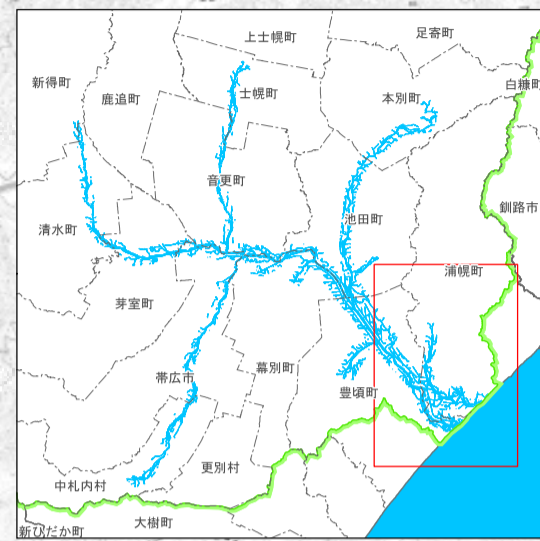 上士幌町
足寄町
新得町
鹿追町
士幌町
本別町
白糠町
音更町
釧路市
清水町
池田町
浦幌町
芽室町
幕別町
帯広市
豊頃町
更別村
中札内村
大樹町
新ひだか町